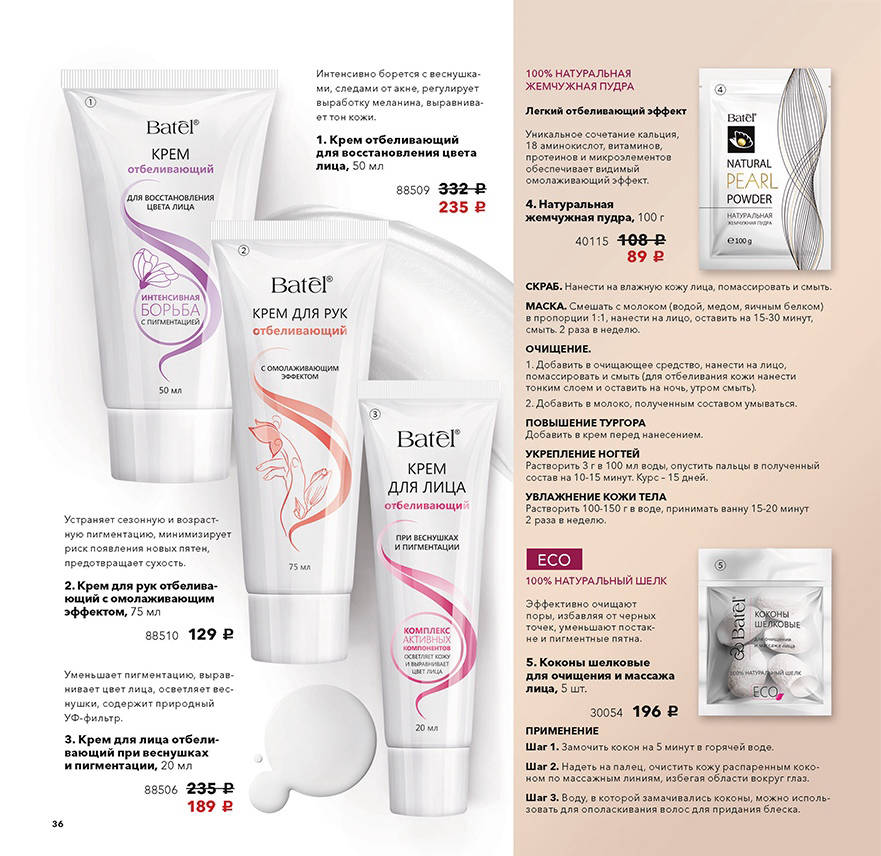 Интенсивно борется с веснушка-
ми, следами от акне, регулирует
выработку меланина, выравнива-
ет тон кожи.
1. Крем отбеливающий
для восстановления цвета
лица, 50 мл
88509 332 ₽
235 ₽
①
Batel®
КРЕМ
отбеливающий
ДЛЯ ВОССТАНОВЛЕНИЯ
ЦВЕТА ЛИЦА
ИНТЕНСИВНАЯ
БОРЬБА
С ПИГМЕНТАЦИЕЙ
50 мл
②
Batel®
КРЕМ ДЛЯ РУК
отбеливающий
С ОМОЛАЖИВАЮЩИМ
ЭФФЕКТОМ
75 мл
③
Batel®
КРЕМ
ДЛЯ ЛИЦА
отбеливающий
ПРИ ВЕСНУШКАХ
И ПИГМЕНТАЦИИ
КОМПЛЕКС
АКТИВНЫХ
КОМПОНЕНТОВ
ОСВЕТЛЯЕТ КОЖУ
И ВЫРАВНИВАЕТ
ЦВЕТ ЛИЦА
20 мл
Устраняет сезонную и возраст-
ную пигментацию, минимизирует
риск появления новых пятен,
предотвращает сухость.
2. Крем для рук отбелива-
ющий с омолаживающим
эффектом, 75 мл
88510 129 ₽
Уменьшает пигментацию, вырав-
нивает цвет лица, осветляет вес-
нушки, содержит природный
УФ-фильтр.
3. Крем для лица отбели-
вающий при веснушках
и пигментации, 20 мл
88506 235 ₽
189 ₽
36
100% НАТУРАЛЬНАЯ
ЖЕМЧУЖНАЯ ПУДРА
Легкий отбеливающий эффект
Уникальное сочетание кальция,
18 аминокислот, витаминов,
протеинов и микроэлементов
обеспечивает видимый
омолаживающий эффект.
4. Натуральная
жемчужная пудра, 100 г
40115 108 ₽
89 ₽
④
Batel®
NATURAL
PEARL
POWDER
НАТУРАЛЬНАЯ
ЖЕМЧУЖНАЯ ПУДРА
℮ 100 g
СКРАБ. Нанести на влажную кожу лица, помассировать и смыть.
МАСКА. Смешать с молоком (водой, медом, яичным белком)
в пропорции 1:1, нанести на лицо, оставить на 15-30 минут,
смыть. 2 раза в неделю.
ОЧИЩЕНИЕ.
1. Добавить в очищающее средство, нанести на лицо,
помассировать и смыть (для отбеливания кожи нанести
тонким слоем и оставить на ночь, утром смыть).
2. Добавить в молоко, полученным составом умываться.
ПОВЫШЕНИЕ ТУРГОРА
Добавить в крем перед нанесением.
УКРЕПЛЕНИЕ НОГТЕЙ
Растворить 3 г в 100 мл воды, опустить пальцы в полученный
состав на 10-15 минут. Курс – 15 дней.
УВЛАЖНЕНИЕ КОЖИ ТЕЛА
Растворить 100-150 г в воде, принимать ванну 15-20 минут
2 раза в неделю.
ECO
100% НАТУРАЛЬНЫЙ ШЕЛК
Эффективно очищают
поры, избавляя от черных
точек, уменьшают постак-
не и пигментные пятна.
5. Коконы шелковые
для очищения и массажа
лица, 5 шт.
30054 196 ₽
⑤
Batel®
КОКОНЫ
ШЕЛКОВЫЕ
для очищения
и массажа лица
100% НАТУРАЛЬНЫЙ ШЕЛК
ECO
ПРИМЕНЕНИЕ
Шаг 1. Замочить кокон на 5 минут в горячей воде.
Шаг 2. Надеть на палец, очистить кожу распаренным коко-
ном по массажным линиям, избегая области вокруг глаз.
Шаг 3. Воду, в которой замачивались коконы, можно исполь-
зовать для ополаскивания волос для придания блеска.